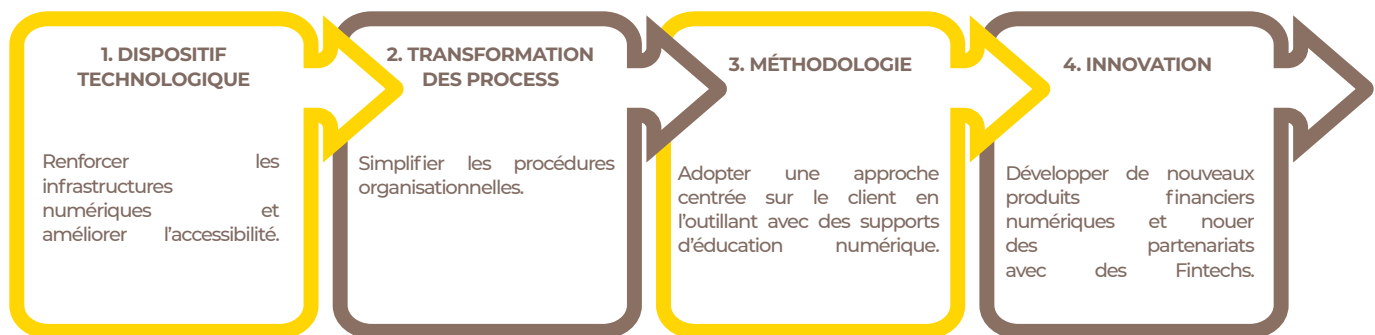 1. DISPOSITIF
TECHNOLOGIQUE
Renforcer les
infrastructures
numériques et
améliorer l'accessibilité.
2. TRANSFORMATION
DES PROCESS
Simplifier les procédures
organisationnelles.
3. MÉTHODOLOGIE
Adopter une approche
centrée sur le client en
l'outillant avec des supports
d'éducation numérique.
4. INNOVATION
Développer de nouveaux
produits financiers
numériques et nouer
des partenariats
avec des Fintechs.